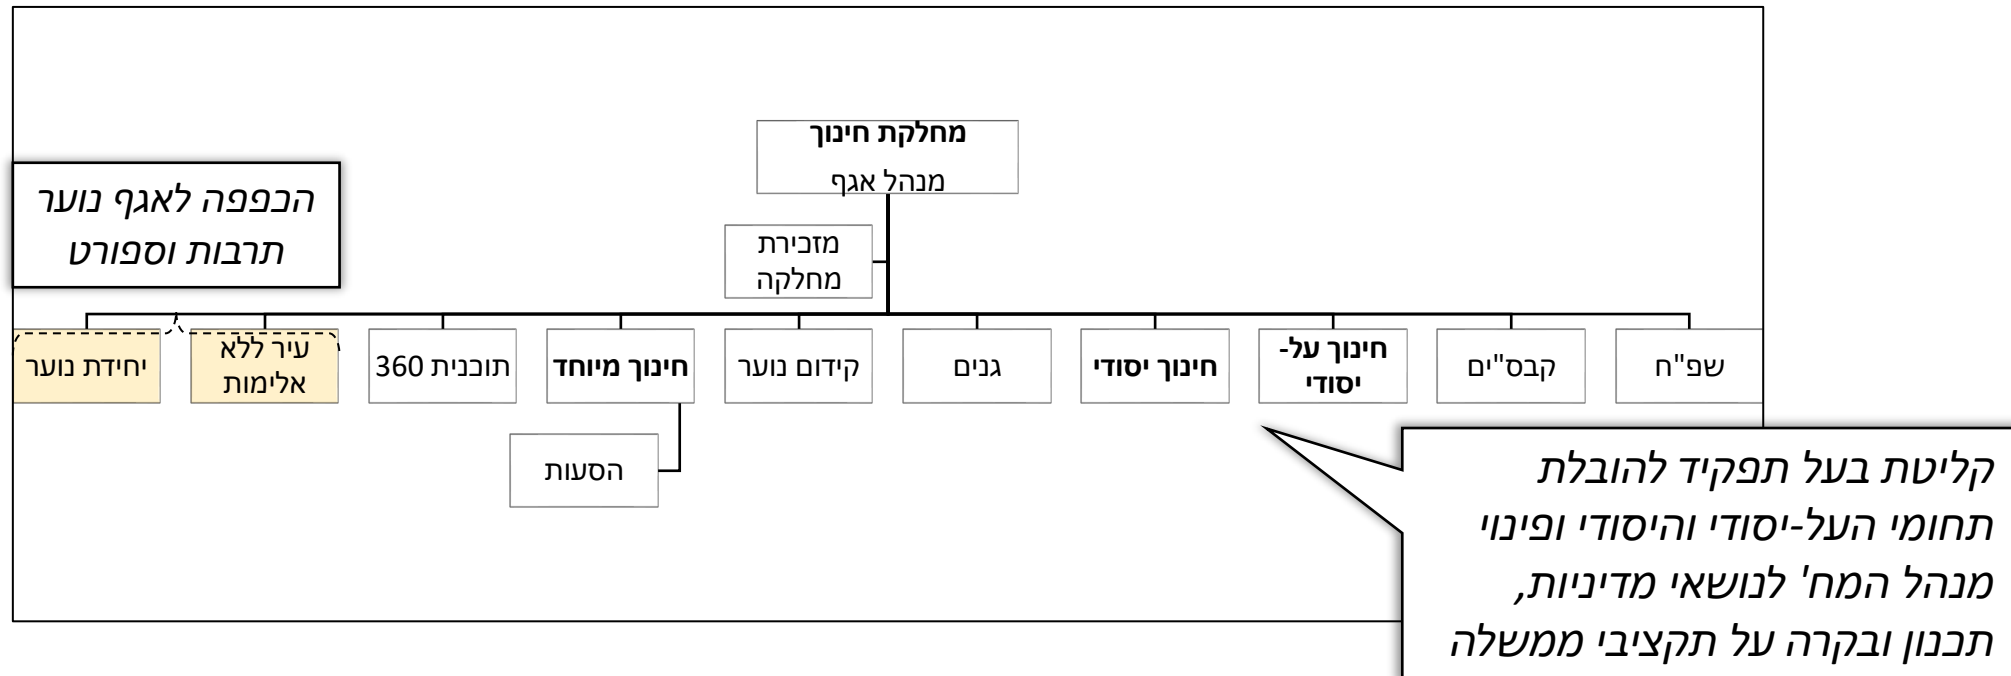 מחלקת חינוך
מנהל אגף
הכפפה לאגף נוער
תרבות וספורט
מזכירת
מחלקה
שפ"ח
קבס"ים
חינוך על-
יסודי
חינוך יסודי
גנים
קידום נוער
חינוך מיוחד
תוכנית 360
עיר ללא
אלימות
יחידת נוער
הסעות
קליטת בעל תפקיד להובלת
תחומי העל-יסודי והיסודי ופינוי
מנהל המח' לנושאי מדיניות,
תכנון ובקרה על תקציבי ממשלה